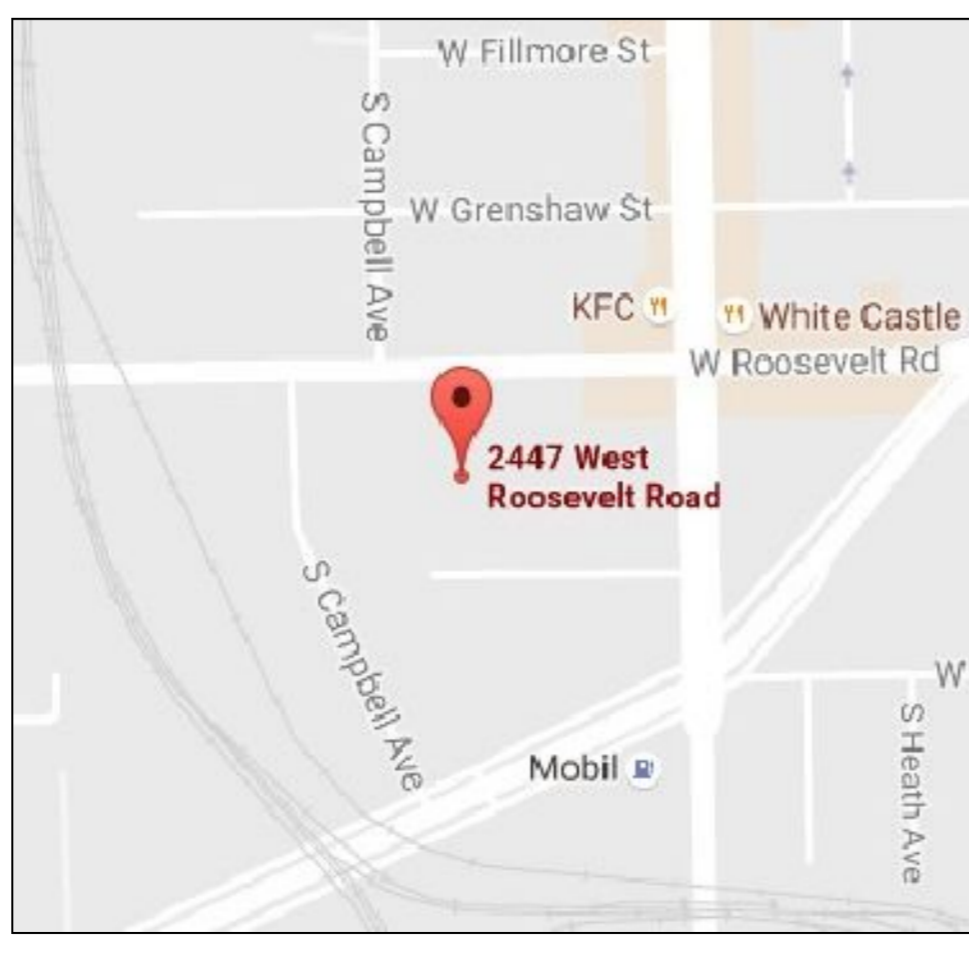 W Fillmore St
S Campbell Ave
W Grenshaw St
KFC
White Castle
W Roosevelt Rd
2447 West
Roosevelt Road
S Campbell Ave
W
Mobil
S Heath Ave